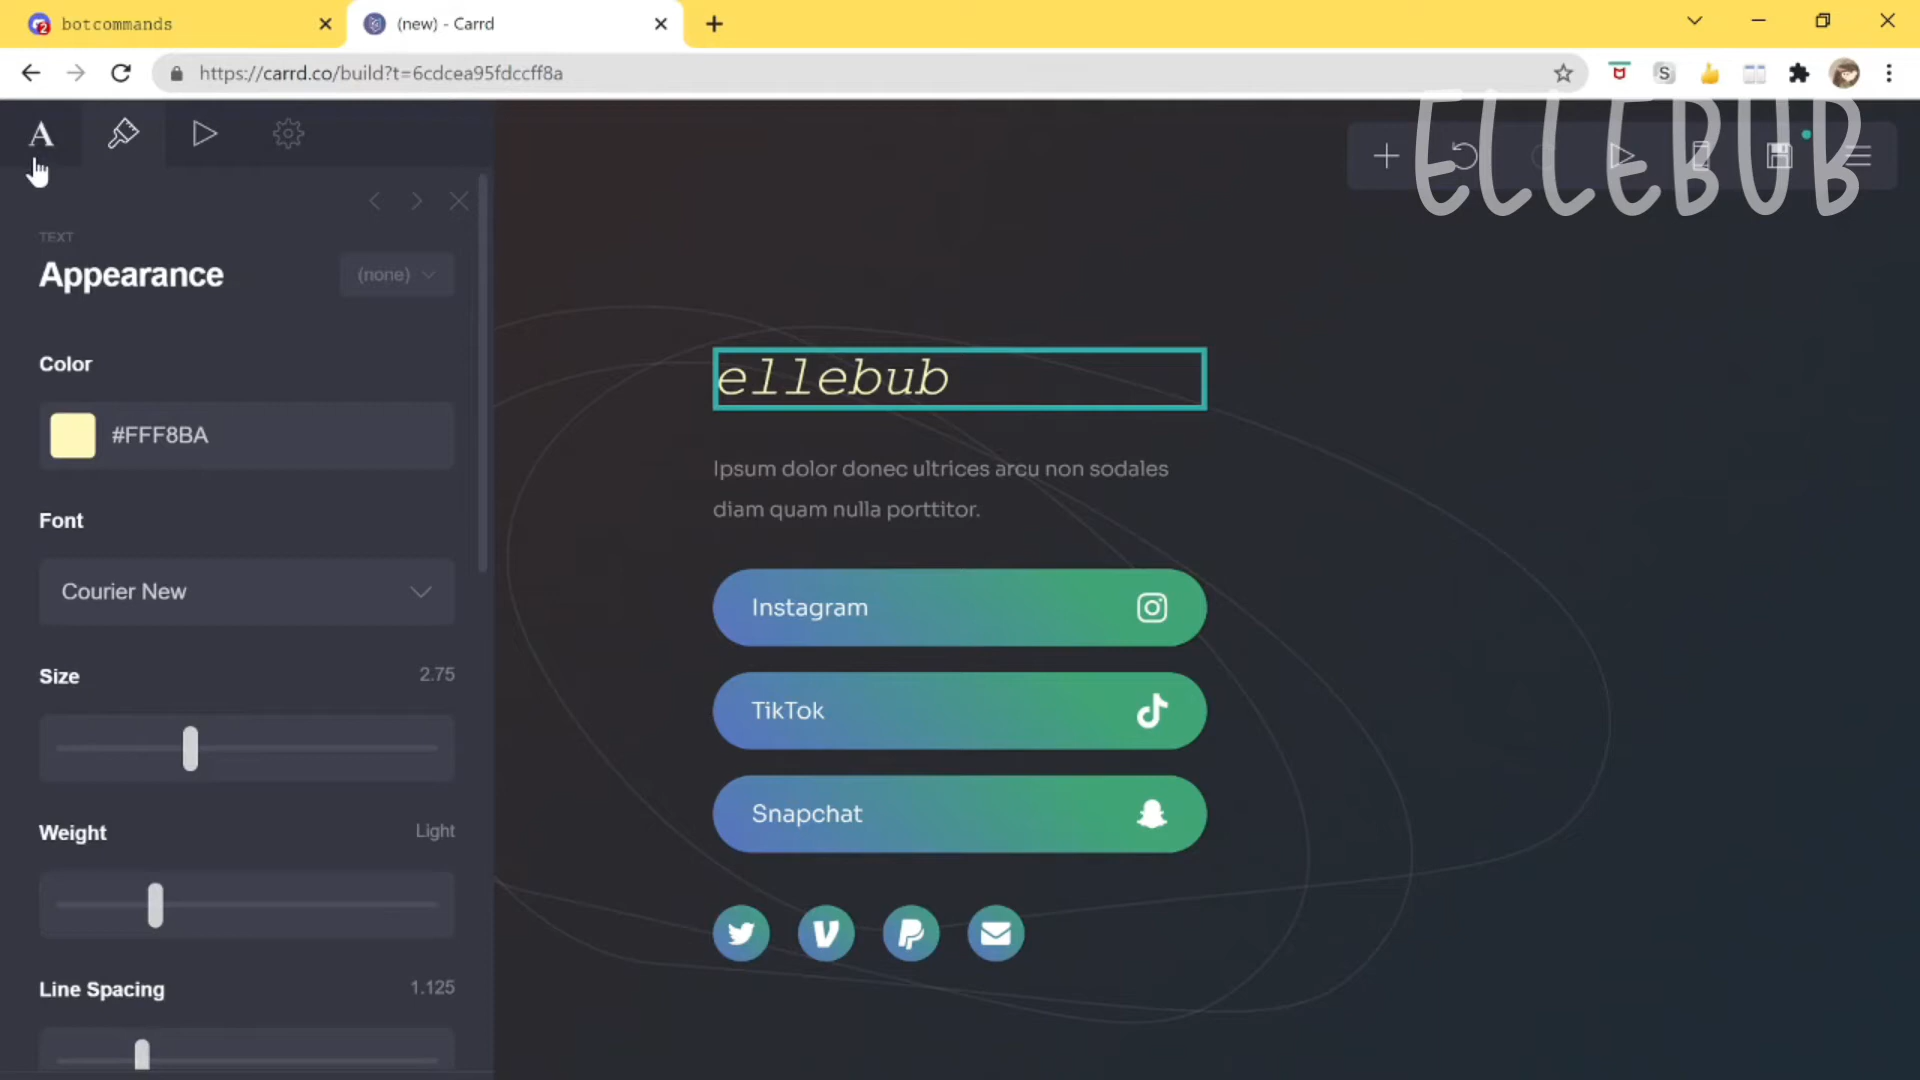 botcommands
(new) - Carrd
https://carrd.co/build?t=6cdcea95fdccff8a
ELLEBUB
TEXT
Appearance
(none)
Color
#FFF8BA
Font
Courier New
Size
2.75
Weight
Light
Line Spacing
1.125
ellebub
Ipsum dolor donec ultrices arcu non sodales
diam quam nulla porttitor.
Instagram
TikTok
Snapchat